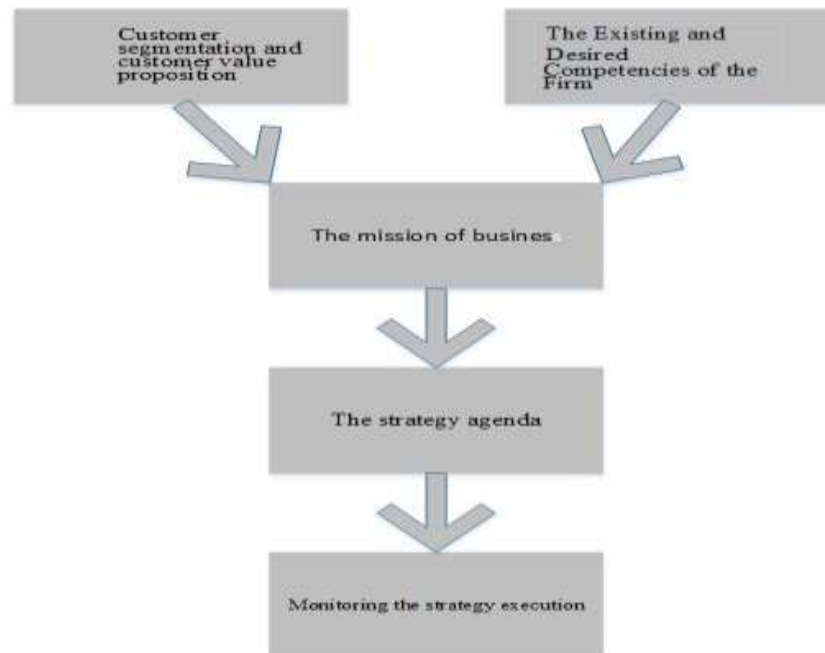 Customer
segmentation and
customer value
proposition
The Existing and
Desired
Competencies of the
Firm
The mission of busines
The strategy agenda
Monitoring the strategy execution